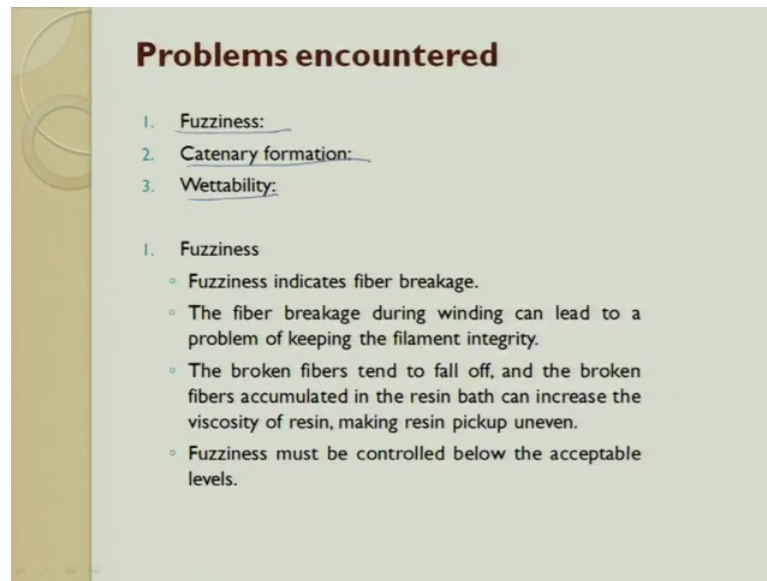 Problems encountered
1. Fuzziness:
2. Catenary formation:
3. Wettability:
1. Fuzziness
◦ Fuzziness indicates fiber breakage.
◦ The fiber breakage during winding can lead to a
problem of keeping the filament integrity.
◦ The broken fibers tend to fall off, and the broken
fibers accumulated in the resin bath can increase the
viscosity of resin, making resin pickup uneven.
◦ Fuzziness must be controlled below the acceptable
levels.